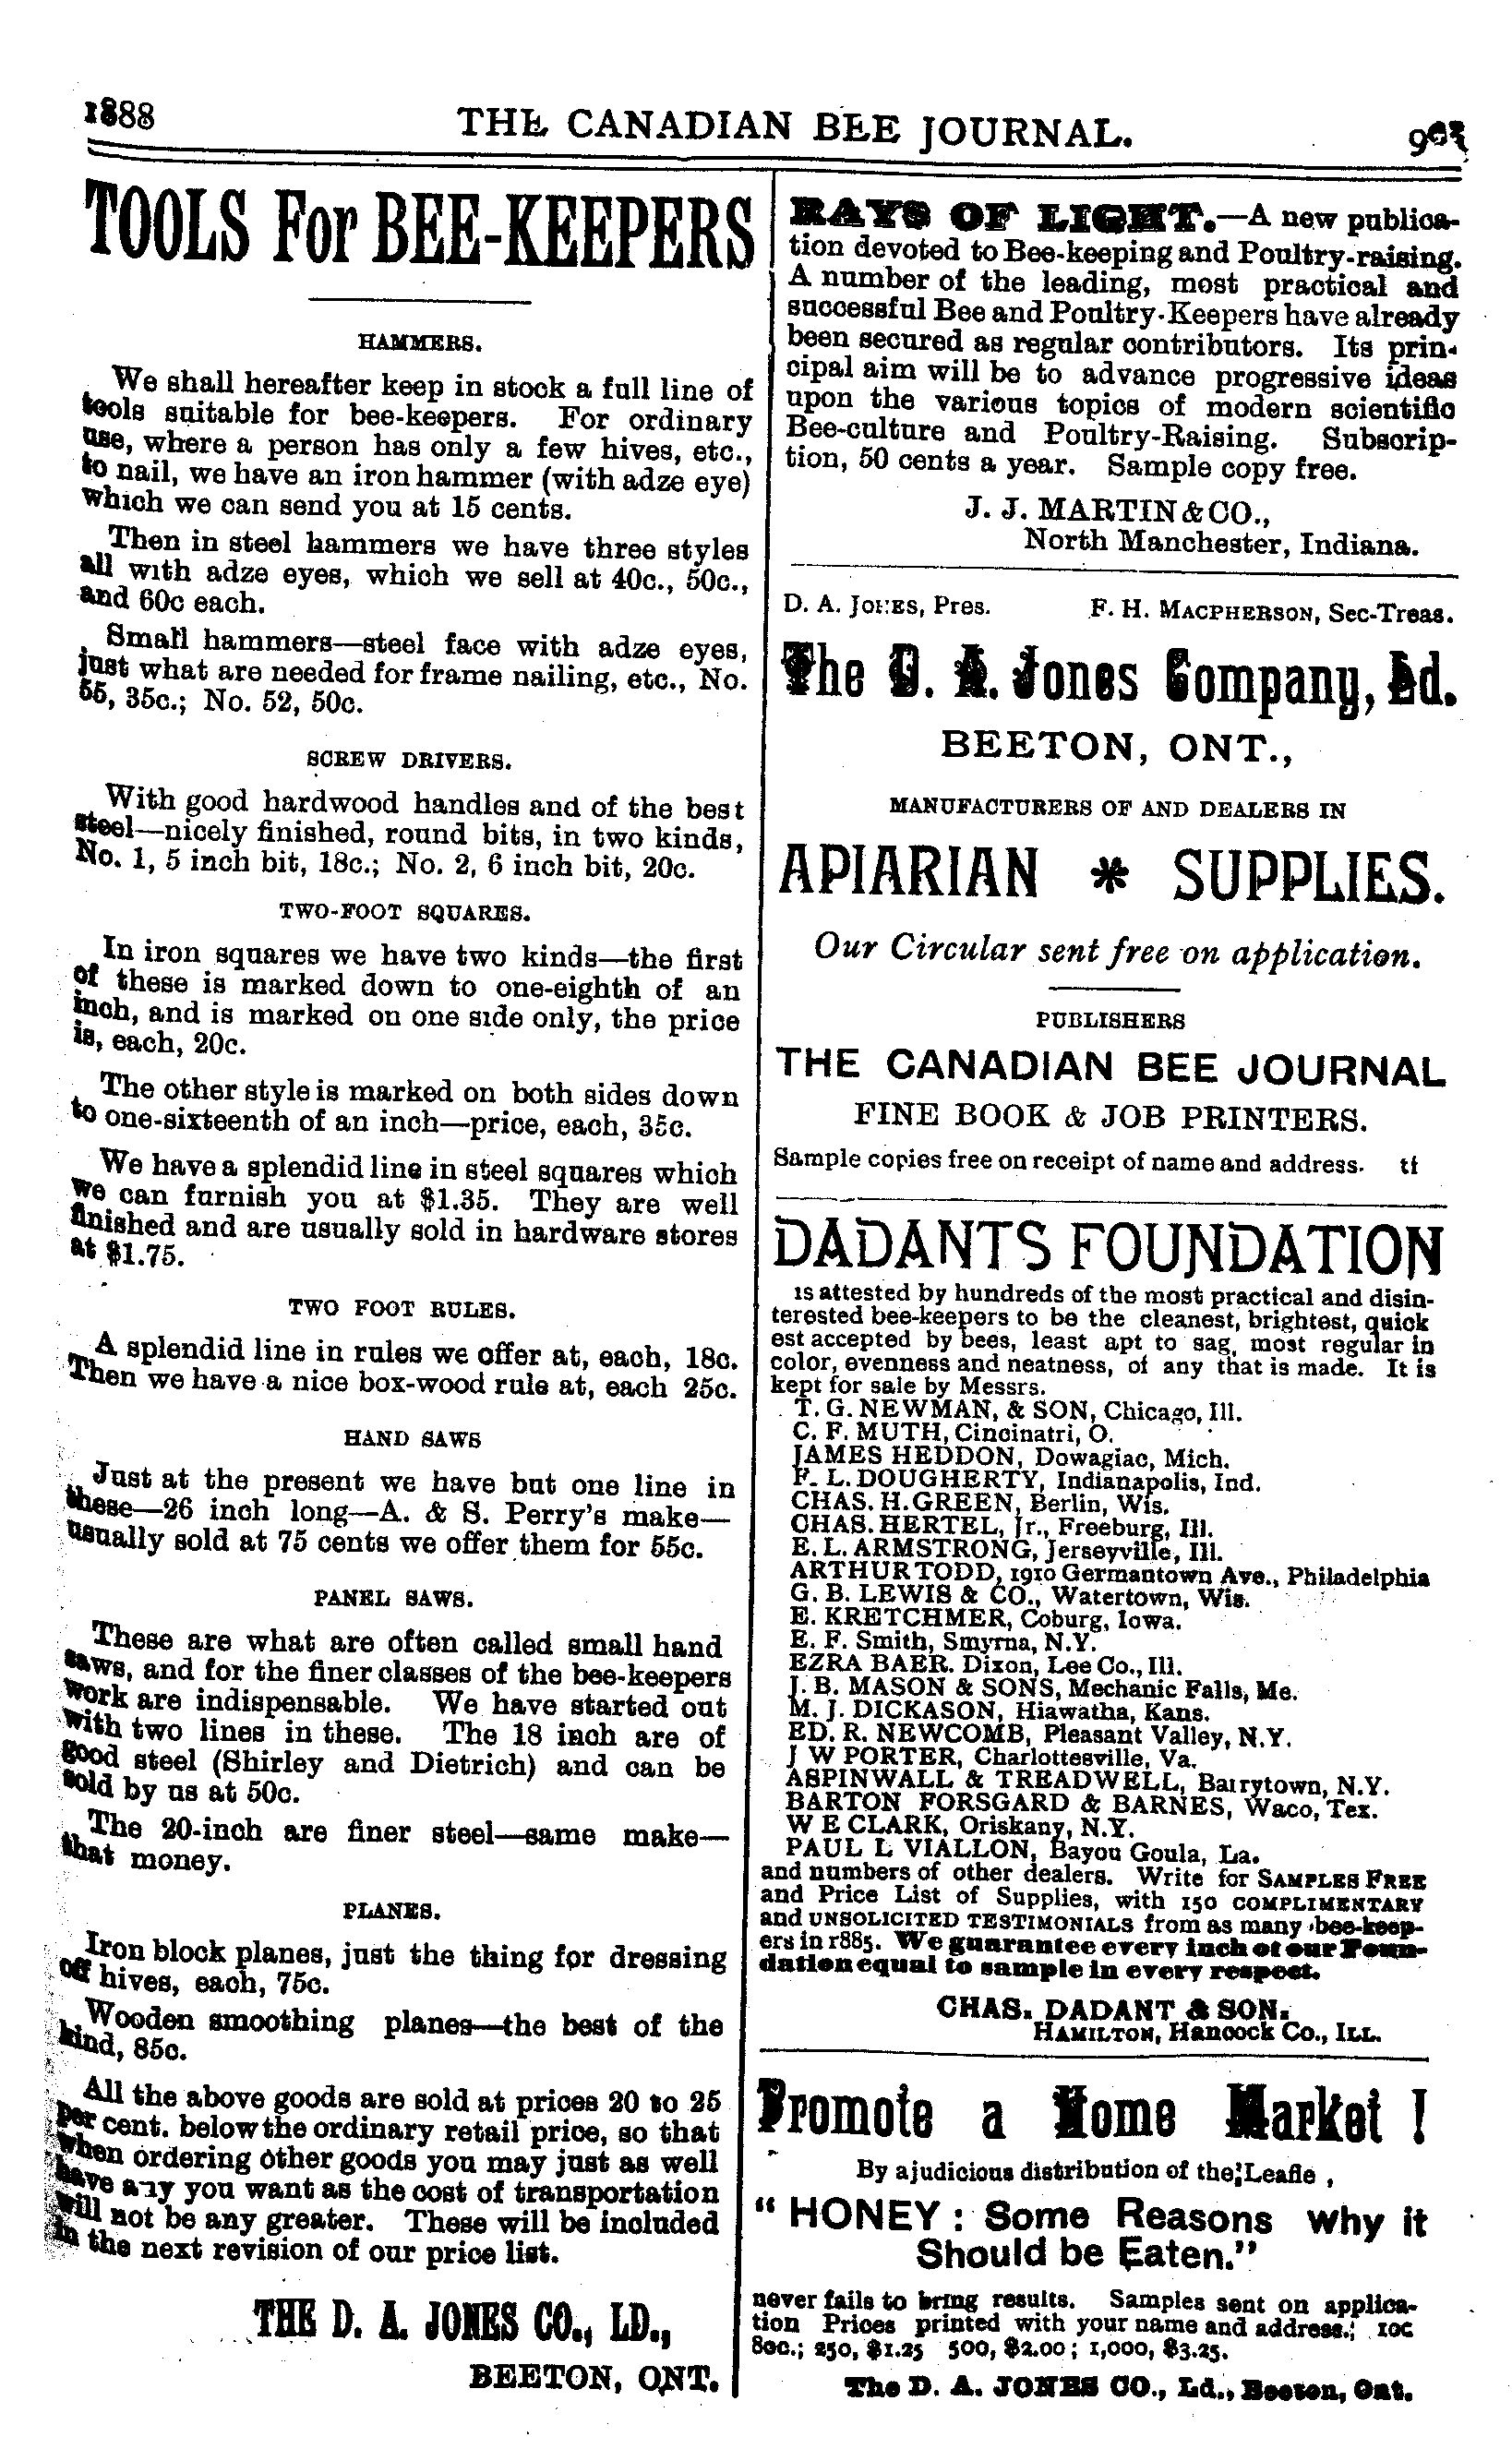 1888
THE CANADIAN BEE JOURNAL.
TOOLS For BEE-KEEPERS
HAMMERS.
We shall hereafter keep in stock a full line of
tools suitable for bee-keepers. For ordinary
use, where a person has only a few hives, etc.,
to nail, we have an iron hammer (with adze eye)
which we can send you at 15 cents.
Then in steel hammers we have three styles
all with adze eyes, which we sell at 40c., 50c.,
and 60c each.
Small hammers—steel face with adze eyes,
just what are needed for frame nailing, etc., No.
55, 35c.; No. 52, 50c.
SCREW DRIVERS.
With good hardwood handles and of the best
steel—nicely finished, round bits, in two kinds,
No. 1, 5 inch bit, 18c.; No. 2, 6 inch bit, 20c.
TWO-FOOT SQUARES.
In iron squares we have two kinds—the first
of these is marked down to one-eighth of an
inch, and is marked on one side only, the price
is, each, 20c.
The other style is marked on both sides down
to one-sixteenth of an inch—price, each, 35c.
We have a splendid line in steel squares which
we can furnish you at $1.35. They are well
finished and are usually sold in hardware stores
at $1.75.
TWO FOOT RULES.
A splendid line in rules we offer at, each, 18c.
Then we have a nice box-wood rule at, each 25c.
HAND SAWS
Just at the present we have but one line in
these—26 inch long—A. & S. Perry's make—
usually sold at 75 cents we offer them for 55c.
PANEL SAWS.
These are what are often called small hand
saws, and for the finer classes of the bee-keepers
work are indispensable. We have started out
with two lines in these. The 18 inch are of
good steel (Shirley and Dietrich) and can be
sold by us at 50c.
The 20-inch are finer steel—same make—
that money.
PLANES.
Iron block planes, just the thing for dressing
off hives, each, 75c.
Wooden smoothing planes—the best of the
kind, 85c.
All the above goods are sold at prices 20 to 25
per cent. below the ordinary retail price, so that
when ordering other goods you may just as well
have any you want as the cost of transportation
will not be any greater. These will be included
in the next revision of our price list.
THE D. A. JONES CO., LD.,
BEETON, ONT.
RAYS OF LIGHT.—A new publica-
tion devoted to Bee-keeping and Poultry-raising.
A number of the leading, most practical and
successful Bee and Poultry-Keepers have already
been secured as regular contributors. Its prin-
cipal aim will be to advance progressive ideas
upon the various topics of modern scientific
Bee-culture and Poultry-Raising. Subscrip-
tion, 50 cents a year. Sample copy free.
J. J. MARTIN & CO.,
North Manchester, Indiana.
D. A. JONES, Pres. F. H. MACPHERSON, Sec-Treas.
The D. A. Jones Company, Ld.
BEETON, ONT.,
MANUFACTURERS OF AND DEALERS IN
APIARIAN * SUPPLIES.
Our Circular sent free on application.
PUBLISHERS
THE CANADIAN BEE JOURNAL
FINE BOOK & JOB PRINTERS.
Sample copies free on receipt of name and address. tf
DADANTS FOUNDATION
is attested by hundreds of the most practical and disin-
terested bee-keepers to be the cleanest, brightest, quick
est accepted by bees, least apt to sag, most regular in
color, evenness and neatness, of any that is made. It is
kept for sale by Messrs.
T. G. NEWMAN, & SON, Chicago, Ill.
C. F. MUTH, Cincinatri, O.
JAMES HEDDON, Dowagiac, Mich.
F. L. DOUGHERTY, Indianapolis, Ind.
CHAS. H. GREEN, Berlin, Wis.
CHAS. HERTEL, Jr., Freeburg, Ill.
E. L. ARMSTRONG, Jerseyville, Ill.
ARTHUR TODD, 1910 Germantown Ave., Philadelphia
G. B. LEWIS & CO., Watertown, Wis.
E. KRETCHMER, Coburg, Iowa.
E. F. Smith, Smyrna, N.Y.
EZRA BAER. Dixon, Lee Co., Ill.
J. B. MASON & SONS, Mechanic Falls, Me.
M. J. DICKASON, Hiawatha, Kans.
ED. R. NEWCOMB, Pleasant Valley, N.Y.
J W PORTER, Charlottesville, Va.
ASPINWALL & TREADWELL, Barrytown, N.Y.
BARTON FORSGARD & BARNES, Waco, Tex.
W E CLARK, Oriskany, N.Y.
PAUL L VIALLON, Bayou Goula, La.
and numbers of other dealers. Write for SAMPLES FREE
and Price List of Supplies, with 150 COMPLIMENTARY
and UNSOLICITED TESTIMONIALS from as many bee-keep-
ers in 1885. We guarantee every inch of our Foun-
dation equal to sample in every respect.
CHAS. DADANT & SON.
HAMILTON, Hancock Co., ILL.
Promote a Home Market !
By ajudicious distribution of the Leafle ,
"HONEY: Some Reasons why it
Should be Eaten."
never fails to bring results. Samples sent on applica-
tion Prices printed with your name and address.; 10c
80c.; 250, $1.25 500, $2.00; 1,000, $3.25.
The D. A. JONES CO., Ld., Beeton, Ont.